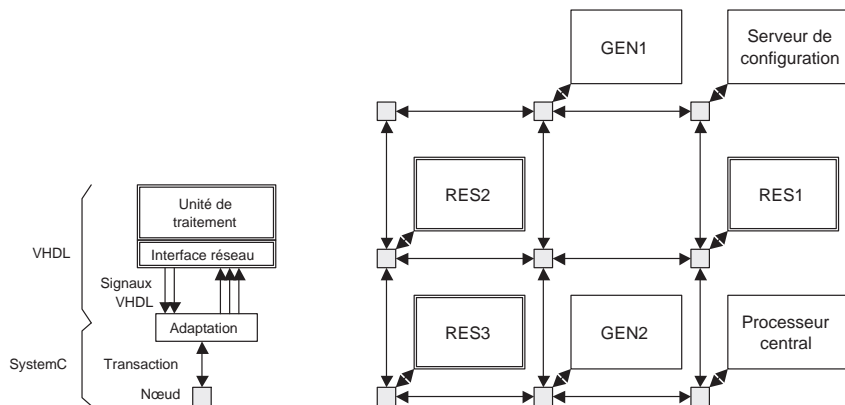 GEN1
Serveur de
configuration
RES2
RES1
RES3
GEN2
Processeur
central
VHDL
Unité de
traitement
Interface réseau
Signaux
VHDL
Adaptation
SystemC
Transaction
Nœud